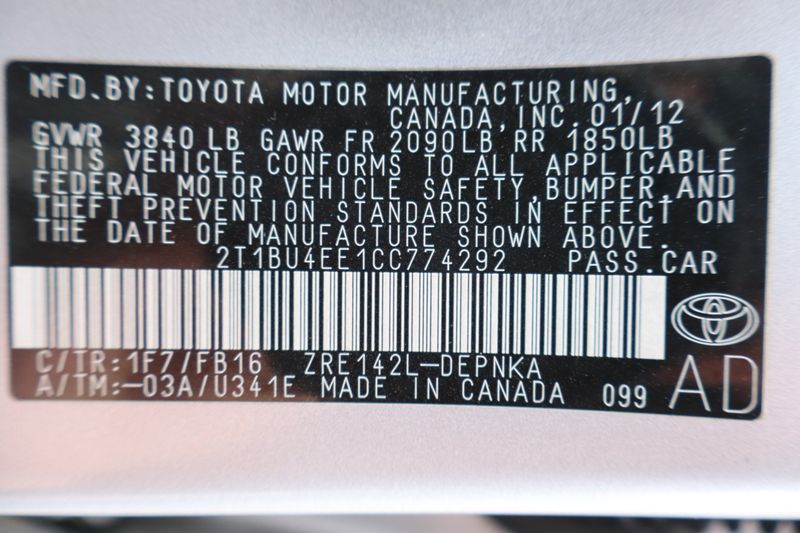 MFD.BY:TOYOTA MOTOR MANUFACTURING,
CANADA,INC.01/12
GVWR 3840 LB GAWR FR 2090LB,RR 1850LB
THIS VEHICLE CONFORMS TO ALL APPLICABLE
FEDERAL MOTOR VEHICLE SAFETY,BUMPER,AND
THEFT PREVENTION STANDARDS IN EFFECT ON
THE DATE OF MANUFACTURE SHOWN ABOVE.
2T1BU4EE1CC774292 PASS.CAR
C/TR:1F7/FB16 ZRE142L-DEPNKA
A/TM:-03A/U341E MADE IN CANADA 099 AD